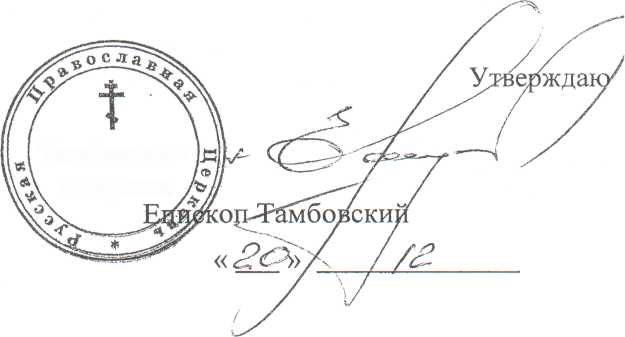 Русская Православная Церковь *
Утверждаю
Епископ Тамбовский
«20» 12